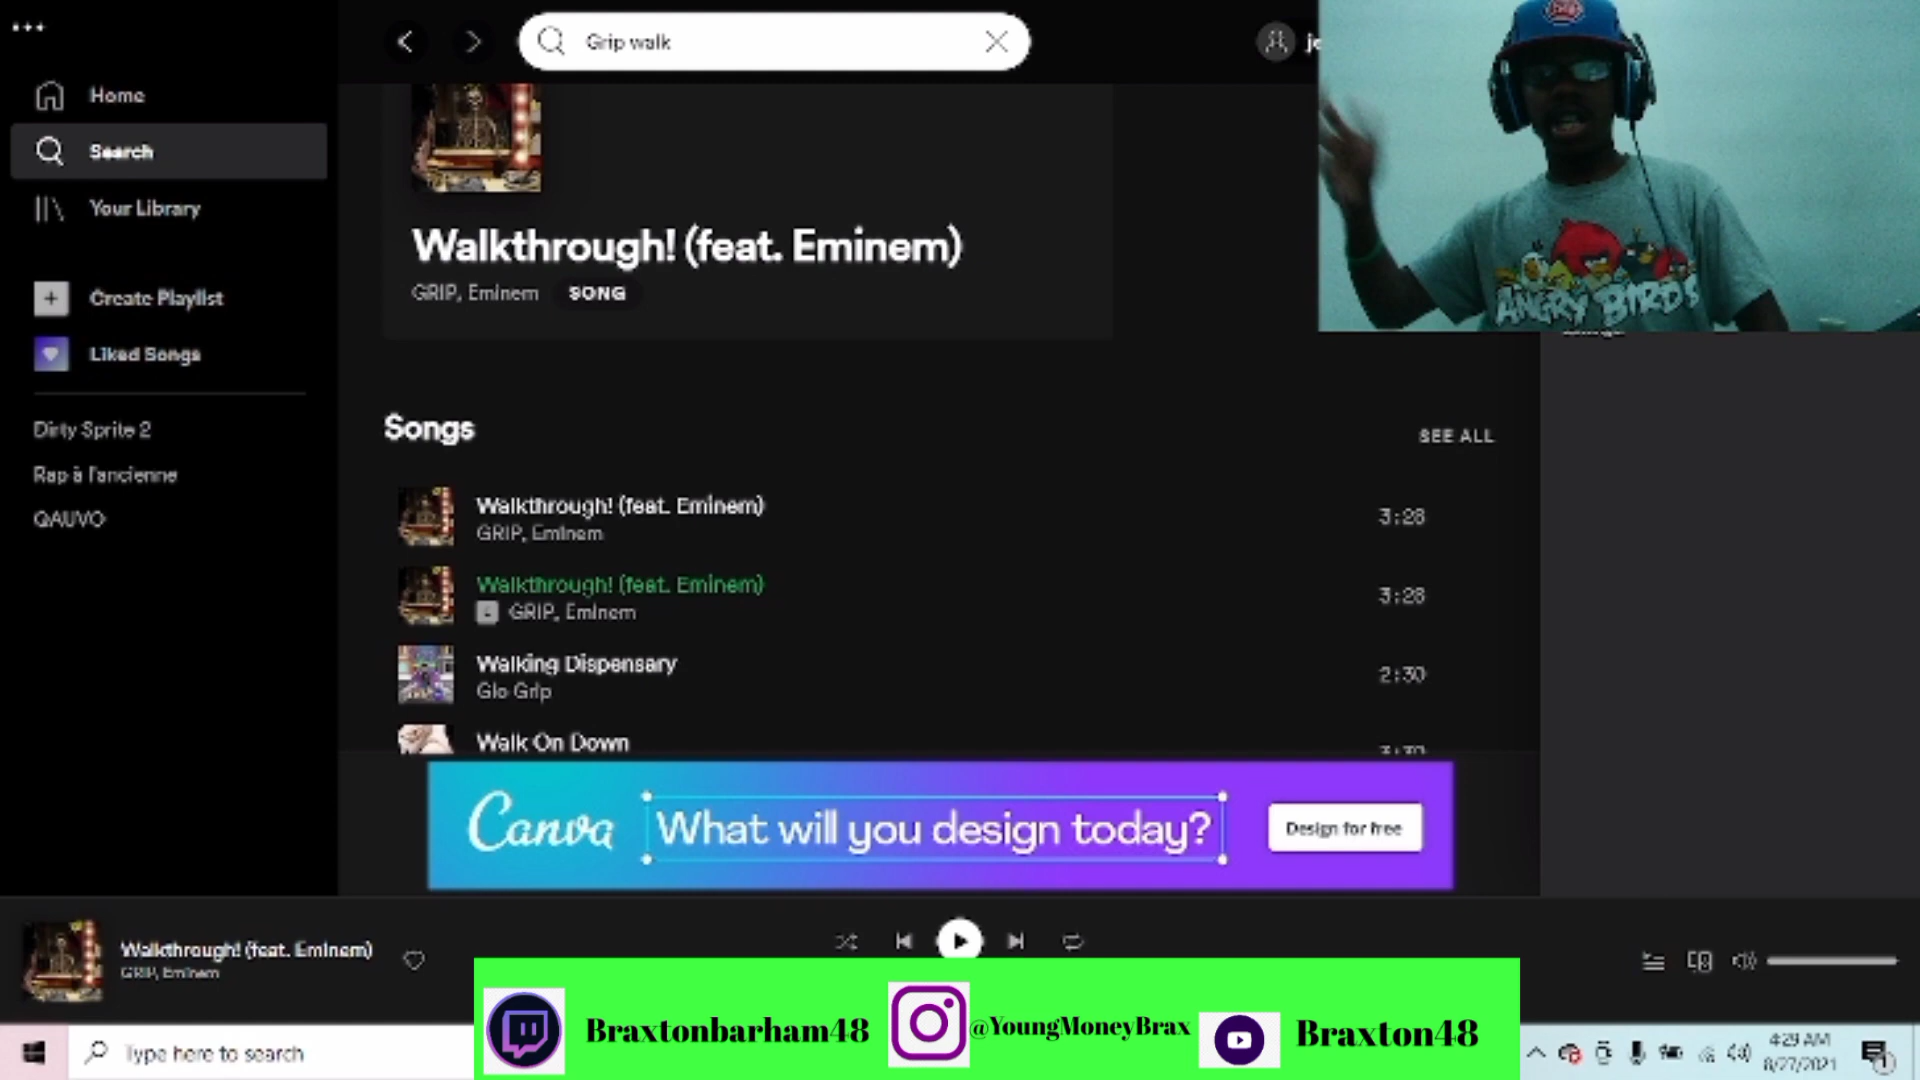 Grip walk
Home
Search
Your Library
Create Playlist
Liked Songs
Dirty Sprite 2
Rap à l'ancienne
QAUVO
Walkthrough! (feat. Eminem)
GRIP, Eminem SONG
Songs
SEE ALL
Walkthrough! (feat. Eminem)
GRIP, Eminem
3:28
Walkthrough! (feat. Eminem)
GRIP, Eminem
3:28
Walking Dispensary
Glo Grip
2:30
Walk On Down
Canva
What will you design today?
Design for free
ANGRY BIRDS
Walkthrough! (feat. Eminem)
GRIP, Eminem
Braxtonbarham48
@YoungMoneyBrax
Braxton48
Type here to search
4:29 AM
8/27/2021